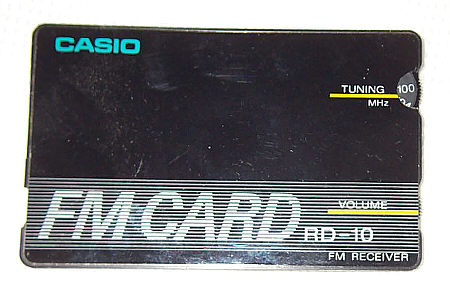 CASIO
TUNING
100
MHz
VOLUME
FM CARD
RD-10
FM RECEIVER